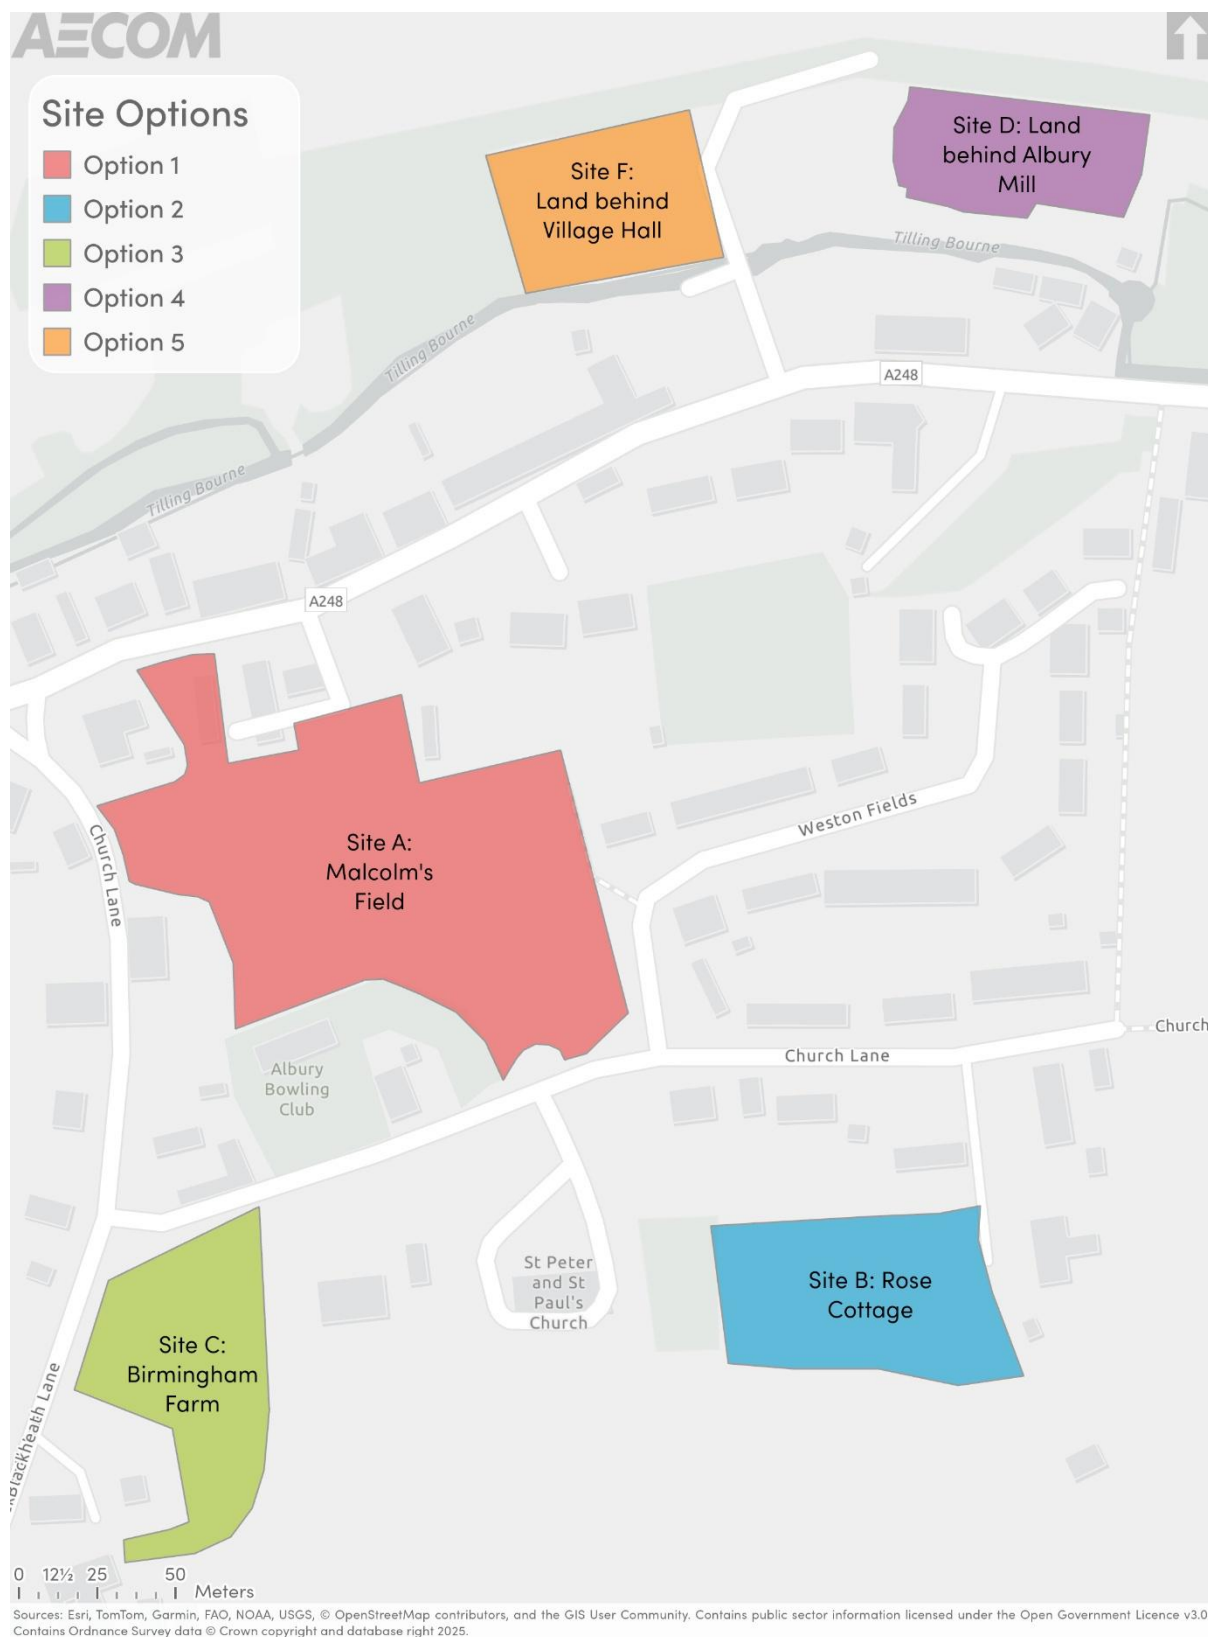 AECOM
Site Options
Option 1
Option 2
Option 3
Option 4
Option 5
Site D: Land
behind Albury
Mill
Site F:
Land behind
Village Hall
Tilling Bourne
Tilling Bourne
A248
Tilling Bourne
A248
Weston Fields
Church Lane
Site A:
Malcolm's
Field
Church
Church Lane
Albury
Bowling
Club
St Peter
and St
Paul's
Church
Site B: Rose
Cottage
Site C:
Birmingham
Farm
Blackheath Lane
0 12½ 25 50
Meters
Sources: Esri, TomTom, Garmin, FAO, NOAA, USGS, © OpenStreetMap contributors, and the GIS User Community. Contains public sector information licensed under the Open Government Licence v3.0
Contains Ordnance Survey data © Crown copyright and database right 2025.